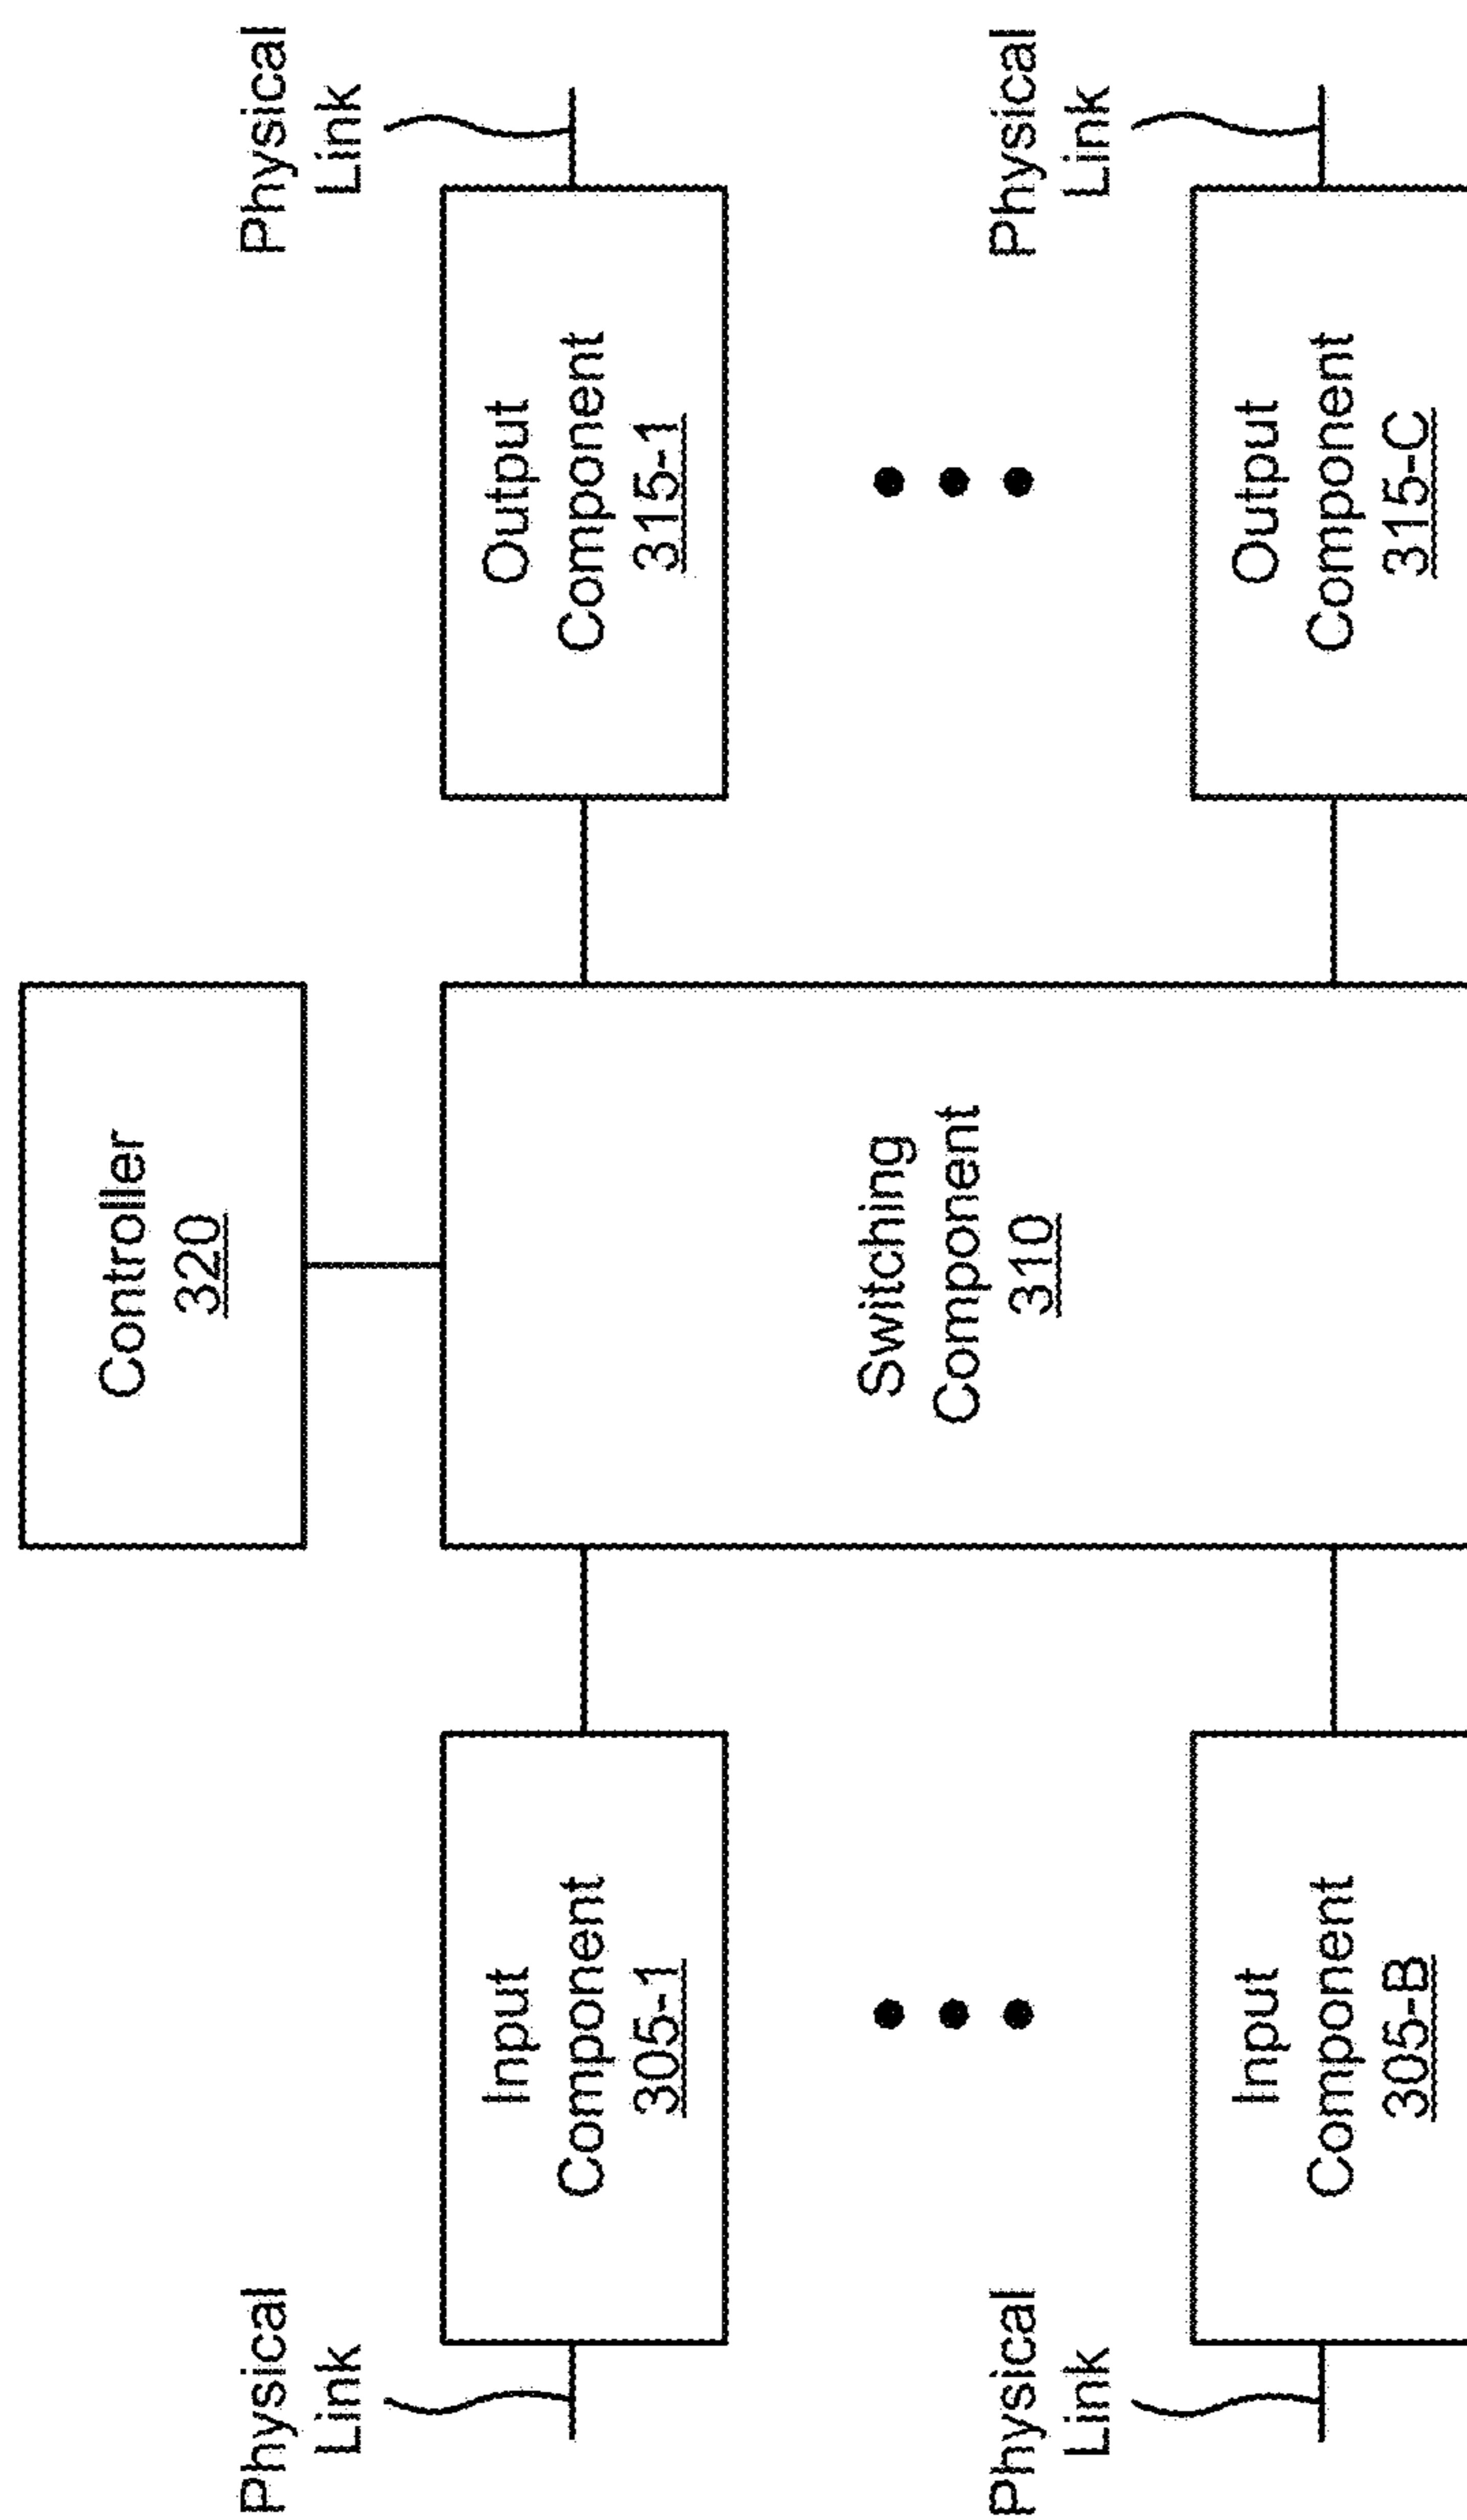 Controller
320
Physical
Link
Input
Component
305-1
Switching
Component
310
Output
Component
315-1
Physical
Link
Physical
Link
Input
Component
305-B
Output
Component
315-C
Physical
Link